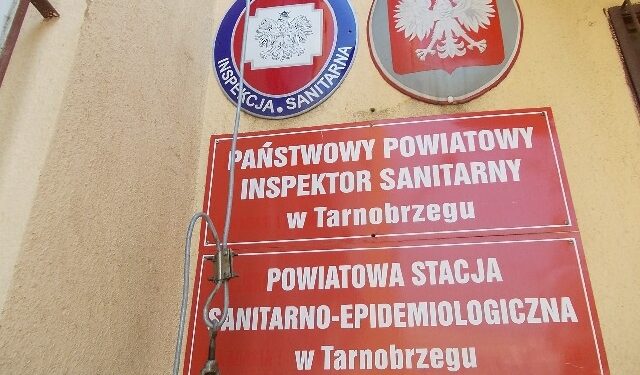 INSPEKCJA • SANITARNA
PAŃSTWOWY POWIATOWY
INSPEKTOR SANITARNY
w Tarnobrzegu
POWIATOWA STACJA
SANITARNO-EPIDEMIOLOGICZNA
w Tarnobrzegu